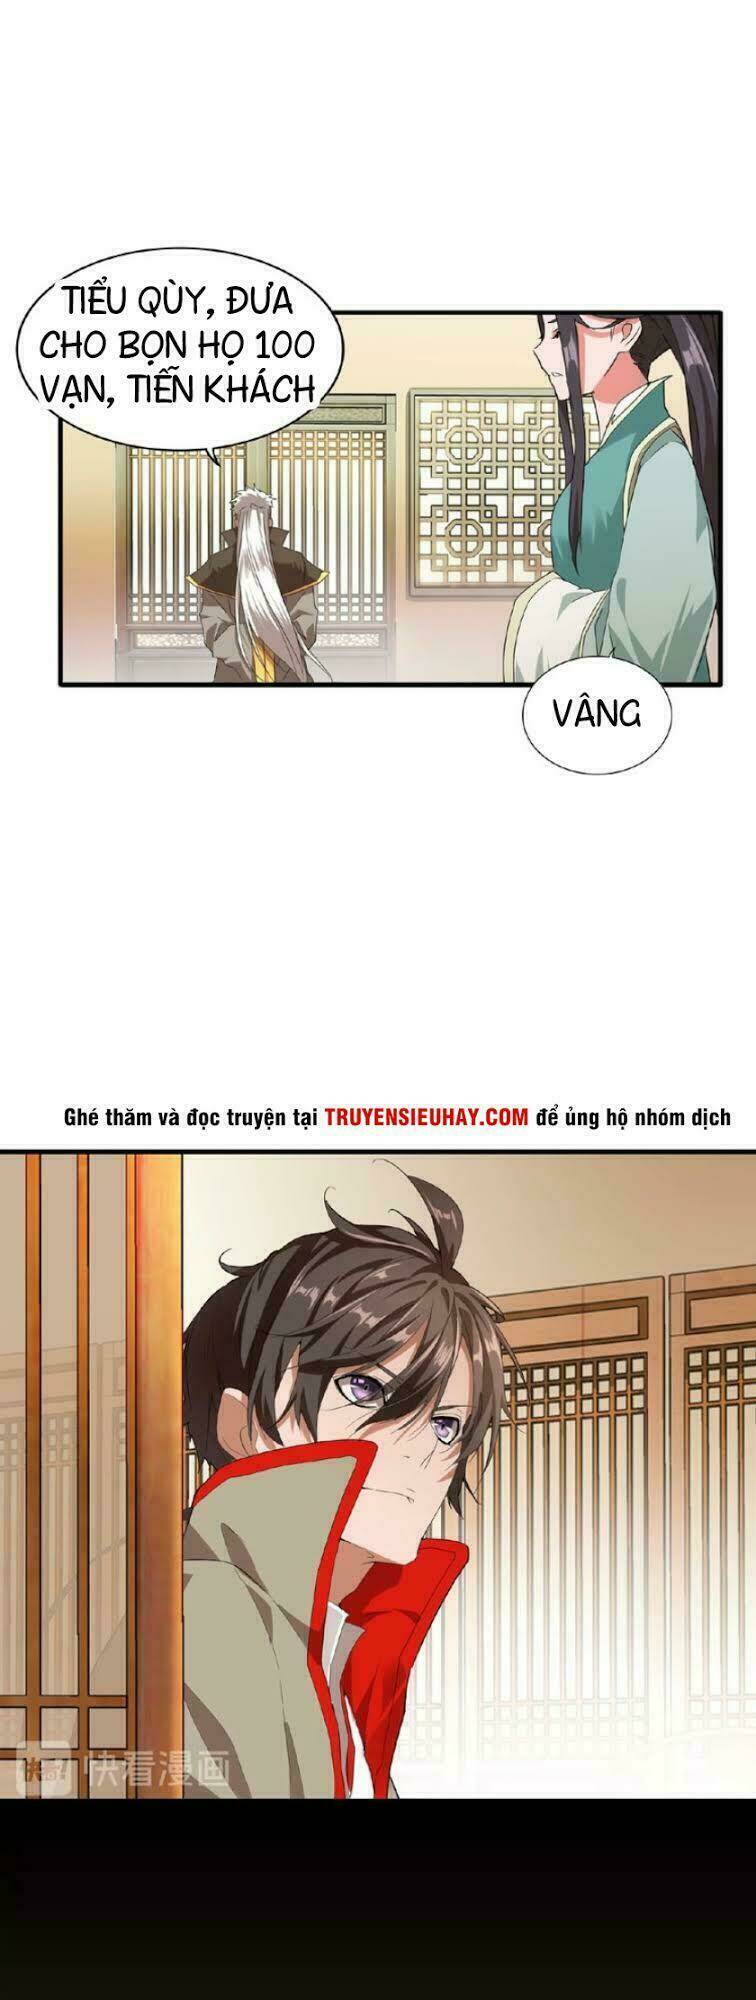 TIỂU QÙY, ĐƯA
CHO BỌN HỌ 100
VẠN, TIỄN KHÁCH
VÂNG
Ghé thăm và đọc truyện tại TRUYENSIEUHAY.COM để ủng hộ nhóm dịch
快看漫画